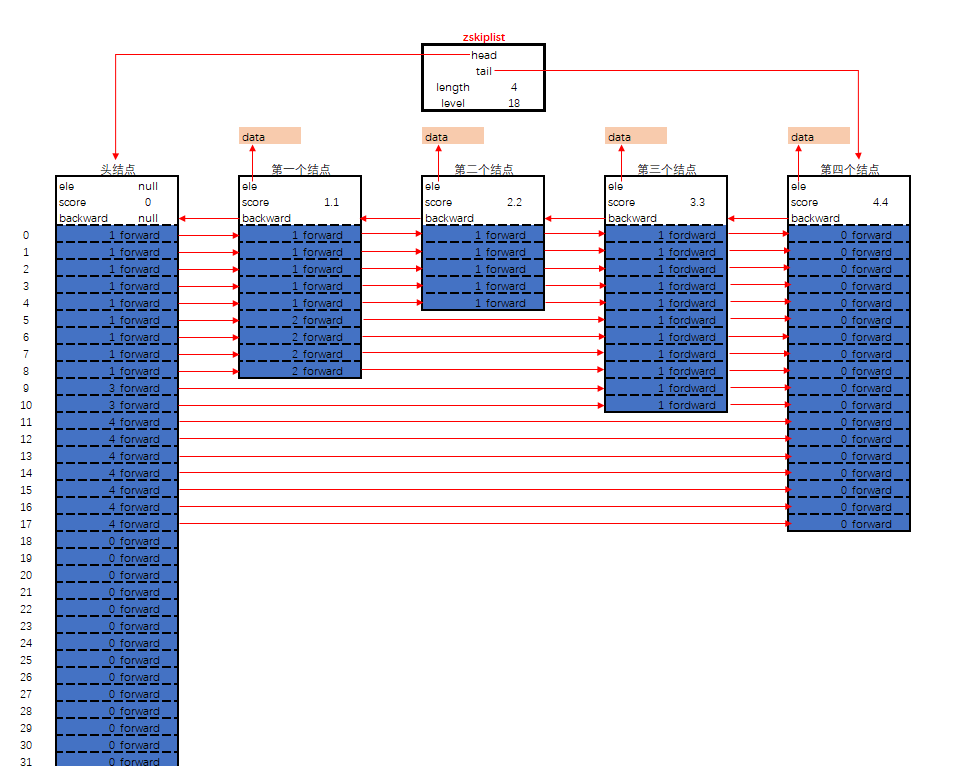 zskiplist
head
tail
length 4
level 18
data data data data
头结点 第一个结点 第二个结点 第三个结点 第四个结点
ele null ele ele ele ele
score 0 score 1.1 score 2.2 score 3.3 score 4.4
backward null backward backward backward backward
0 1 forward 1 forward 1 forward 1 fordward 0 forward
1 1 forward 1 forward 1 forward 1 fordward 0 forward
2 1 forward 1 forward 1 forward 1 fordward 0 forward
3 1 forward 1 forward 1 forward 1 fordward 0 forward
4 1 forward 1 forward 1 forward 1 fordward 0 forward
5 1 forward 2 forward 1 fordward 0 forward
6 1 forward 2 forward 1 fordward 0 forward
7 1 forward 2 forward 1 fordward 0 forward
8 1 forward 2 forward 1 fordward 0 forward
9 3 forward 1 fordward 0 forward
10 3 forward 1 fordward 0 forward
11 4 forward 0 forward
12 4 forward 0 forward
13 4 forward 0 forward
14 4 forward 0 forward
15 4 forward 0 forward
16 4 forward 0 forward
17 4 forward 0 forward
18 0 forward
19 0 forward
20 0 forward
21 0 forward
22 0 forward
23 0 forward
24 0 forward
25 0 forward
26 0 forward
27 0 forward
28 0 forward
29 0 forward
30 0 forward
31 0 forward